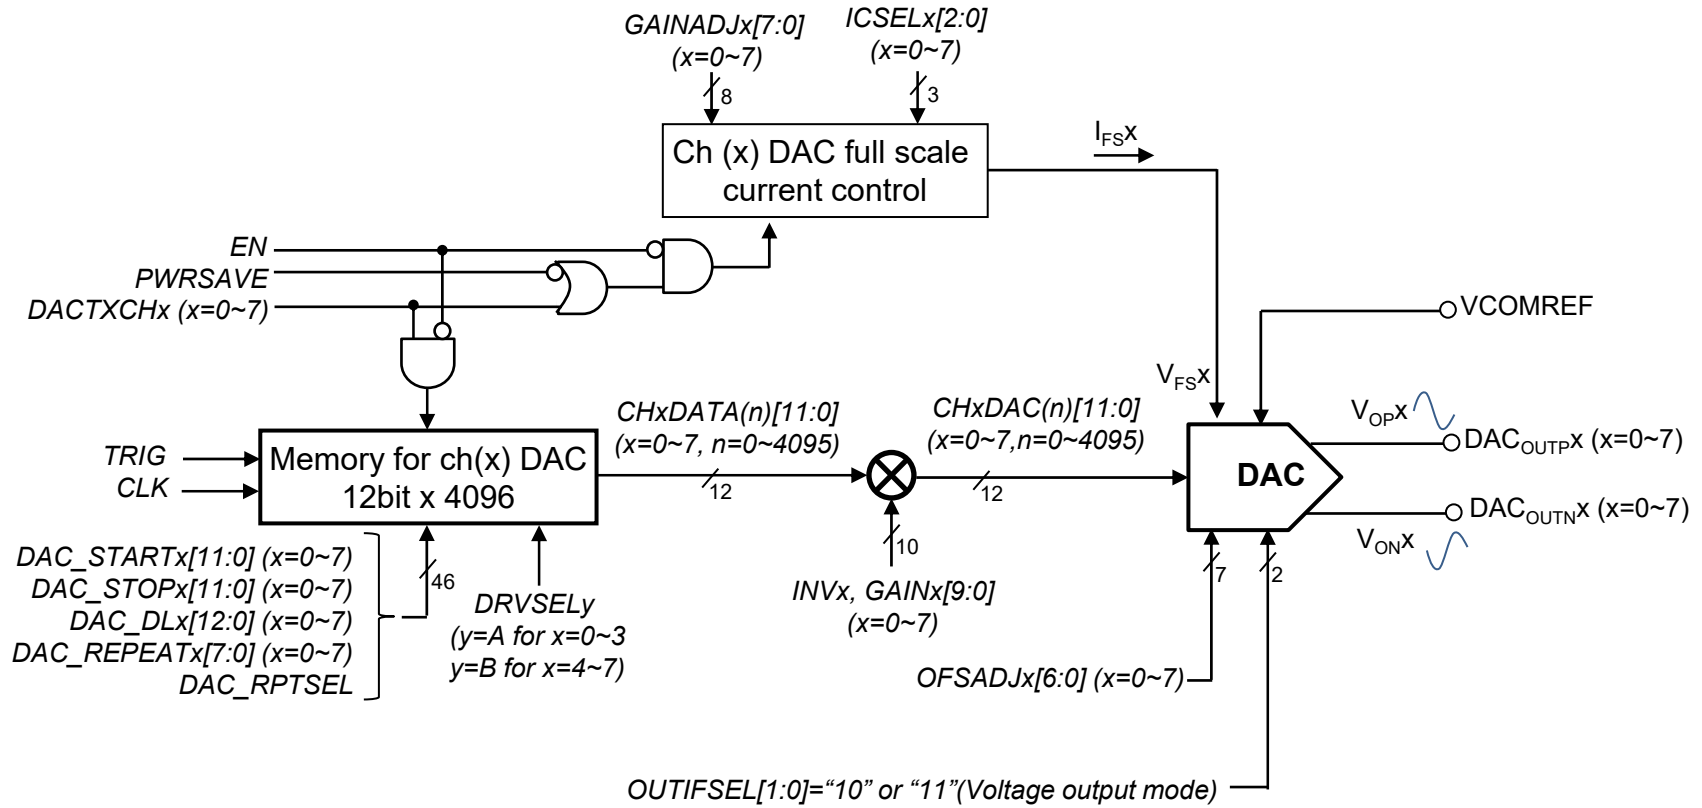 GAINADJx[7:0]
(x=0~7)
8
ICSELx[2:0]
(x=0~7)
3
Ch (x) DAC full scale
current control
IFSx
EN
PWRSAVE
DACTXCHx (x=0~7)
VCOMREF
VFSx
CHxDATA(n)[11:0]
(x=0~7, n=0~4095)
12
CHxDAC(n)[11:0]
(x=0~7,n=0~4095)
12
VOPx
DACOUTPx (x=0~7)
TRIG
CLK
Memory for ch(x) DAC
12bit x 4096
DAC
DACOUTNx (x=0~7)
VONx
DAC_STARTx[11:0] (x=0~7)
DAC_STOPx[11:0] (x=0~7)
DAC_DLx[12:0] (x=0~7)
DAC_REPEATx[7:0] (x=0~7)
DAC_RPTSEL
46
DRVSELy
(y=A for x=0~3
y=B for x=4~7)
10
INVx, GAINx[9:0]
(x=0~7)
7
2
OFSADJx[6:0] (x=0~7)
OUTIFSEL[1:0]=“10” or “11”(Voltage output mode)